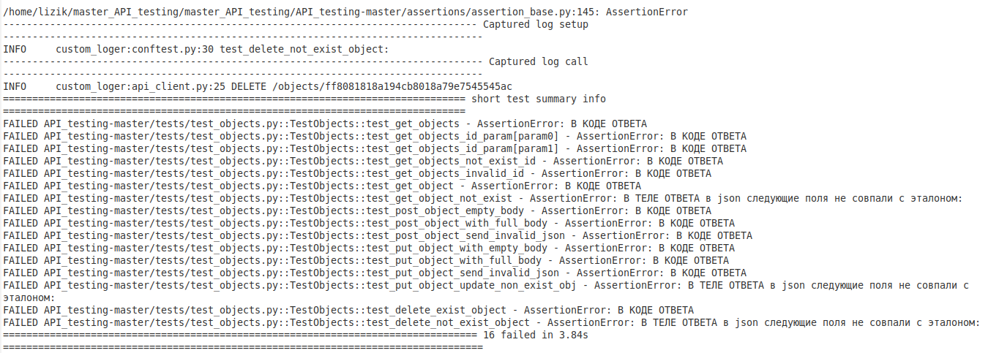 /home/lizik/master_API_testing/master_API_testing/API_testing-master/assertions/assertion_base.py:145: AssertionError
--------------------------------------------------------------------------------- Captured log setup
----------------------------------------------------------------------------------
INFO     custom_loger:conftest.py:30 test_delete_not_exist_object:
---------------------------------------------------------------------------------- Captured log call
----------------------------------------------------------------------------------
INFO     custom_loger:api_client.py:25 DELETE /objects/ff8081818a194cb8018a79e7545545ac
=============================================================================== short test summary info
===============================================================================
FAILED API_testing-master/tests/test_objects.py::TestObjects::test_get_objects - AssertionError: В КОДЕ ОТВЕТА
FAILED API_testing-master/tests/test_objects.py::TestObjects::test_get_objects_id_param[param0] - AssertionError: В КОДЕ ОТВЕТА
FAILED API_testing-master/tests/test_objects.py::TestObjects::test_get_objects_id_param[param1] - AssertionError: В КОДЕ ОТВЕТА
FAILED API_testing-master/tests/test_objects.py::TestObjects::test_get_objects_not_exist_id - AssertionError: В КОДЕ ОТВЕТА
FAILED API_testing-master/tests/test_objects.py::TestObjects::test_get_objects_invalid_id - AssertionError: В КОДЕ ОТВЕТА
FAILED API_testing-master/tests/test_objects.py::TestObjects::test_get_object - AssertionError: В КОДЕ ОТВЕТА
FAILED API_testing-master/tests/test_objects.py::TestObjects::test_get_object_not_exist - AssertionError: В ТЕЛЕ ОТВЕТА в json следующие поля не совпали с эталоном:
FAILED API_testing-master/tests/test_objects.py::TestObjects::test_post_object_empty_body - AssertionError: В КОДЕ ОТВЕТА
FAILED API_testing-master/tests/test_objects.py::TestObjects::test_post_object_with_full_body - AssertionError: В КОДЕ ОТВЕТА
FAILED API_testing-master/tests/test_objects.py::TestObjects::test_post_object_send_invalid_json - AssertionError: В КОДЕ ОТВЕТА
FAILED API_testing-master/tests/test_objects.py::TestObjects::test_put_object_with_empty_body - AssertionError: В КОДЕ ОТВЕТА
FAILED API_testing-master/tests/test_objects.py::TestObjects::test_put_object_with_full_body - AssertionError: В КОДЕ ОТВЕТА
FAILED API_testing-master/tests/test_objects.py::TestObjects::test_put_object_send_invalid_json - AssertionError: В КОДЕ ОТВЕТА
FAILED API_testing-master/tests/test_objects.py::TestObjects::test_put_object_update_non_exist_obj - AssertionError: В ТЕЛЕ ОТВЕТА в json следующие поля не совпали с
эталоном:
FAILED API_testing-master/tests/test_objects.py::TestObjects::test_delete_exist_object - AssertionError: В КОДЕ ОТВЕТА
FAILED API_testing-master/tests/test_objects.py::TestObjects::test_delete_not_exist_object - AssertionError: В ТЕЛЕ ОТВЕТА в json следующие поля не совпали с эталоном:
================================================================================= 16 failed in 3.84s
==================================================================================